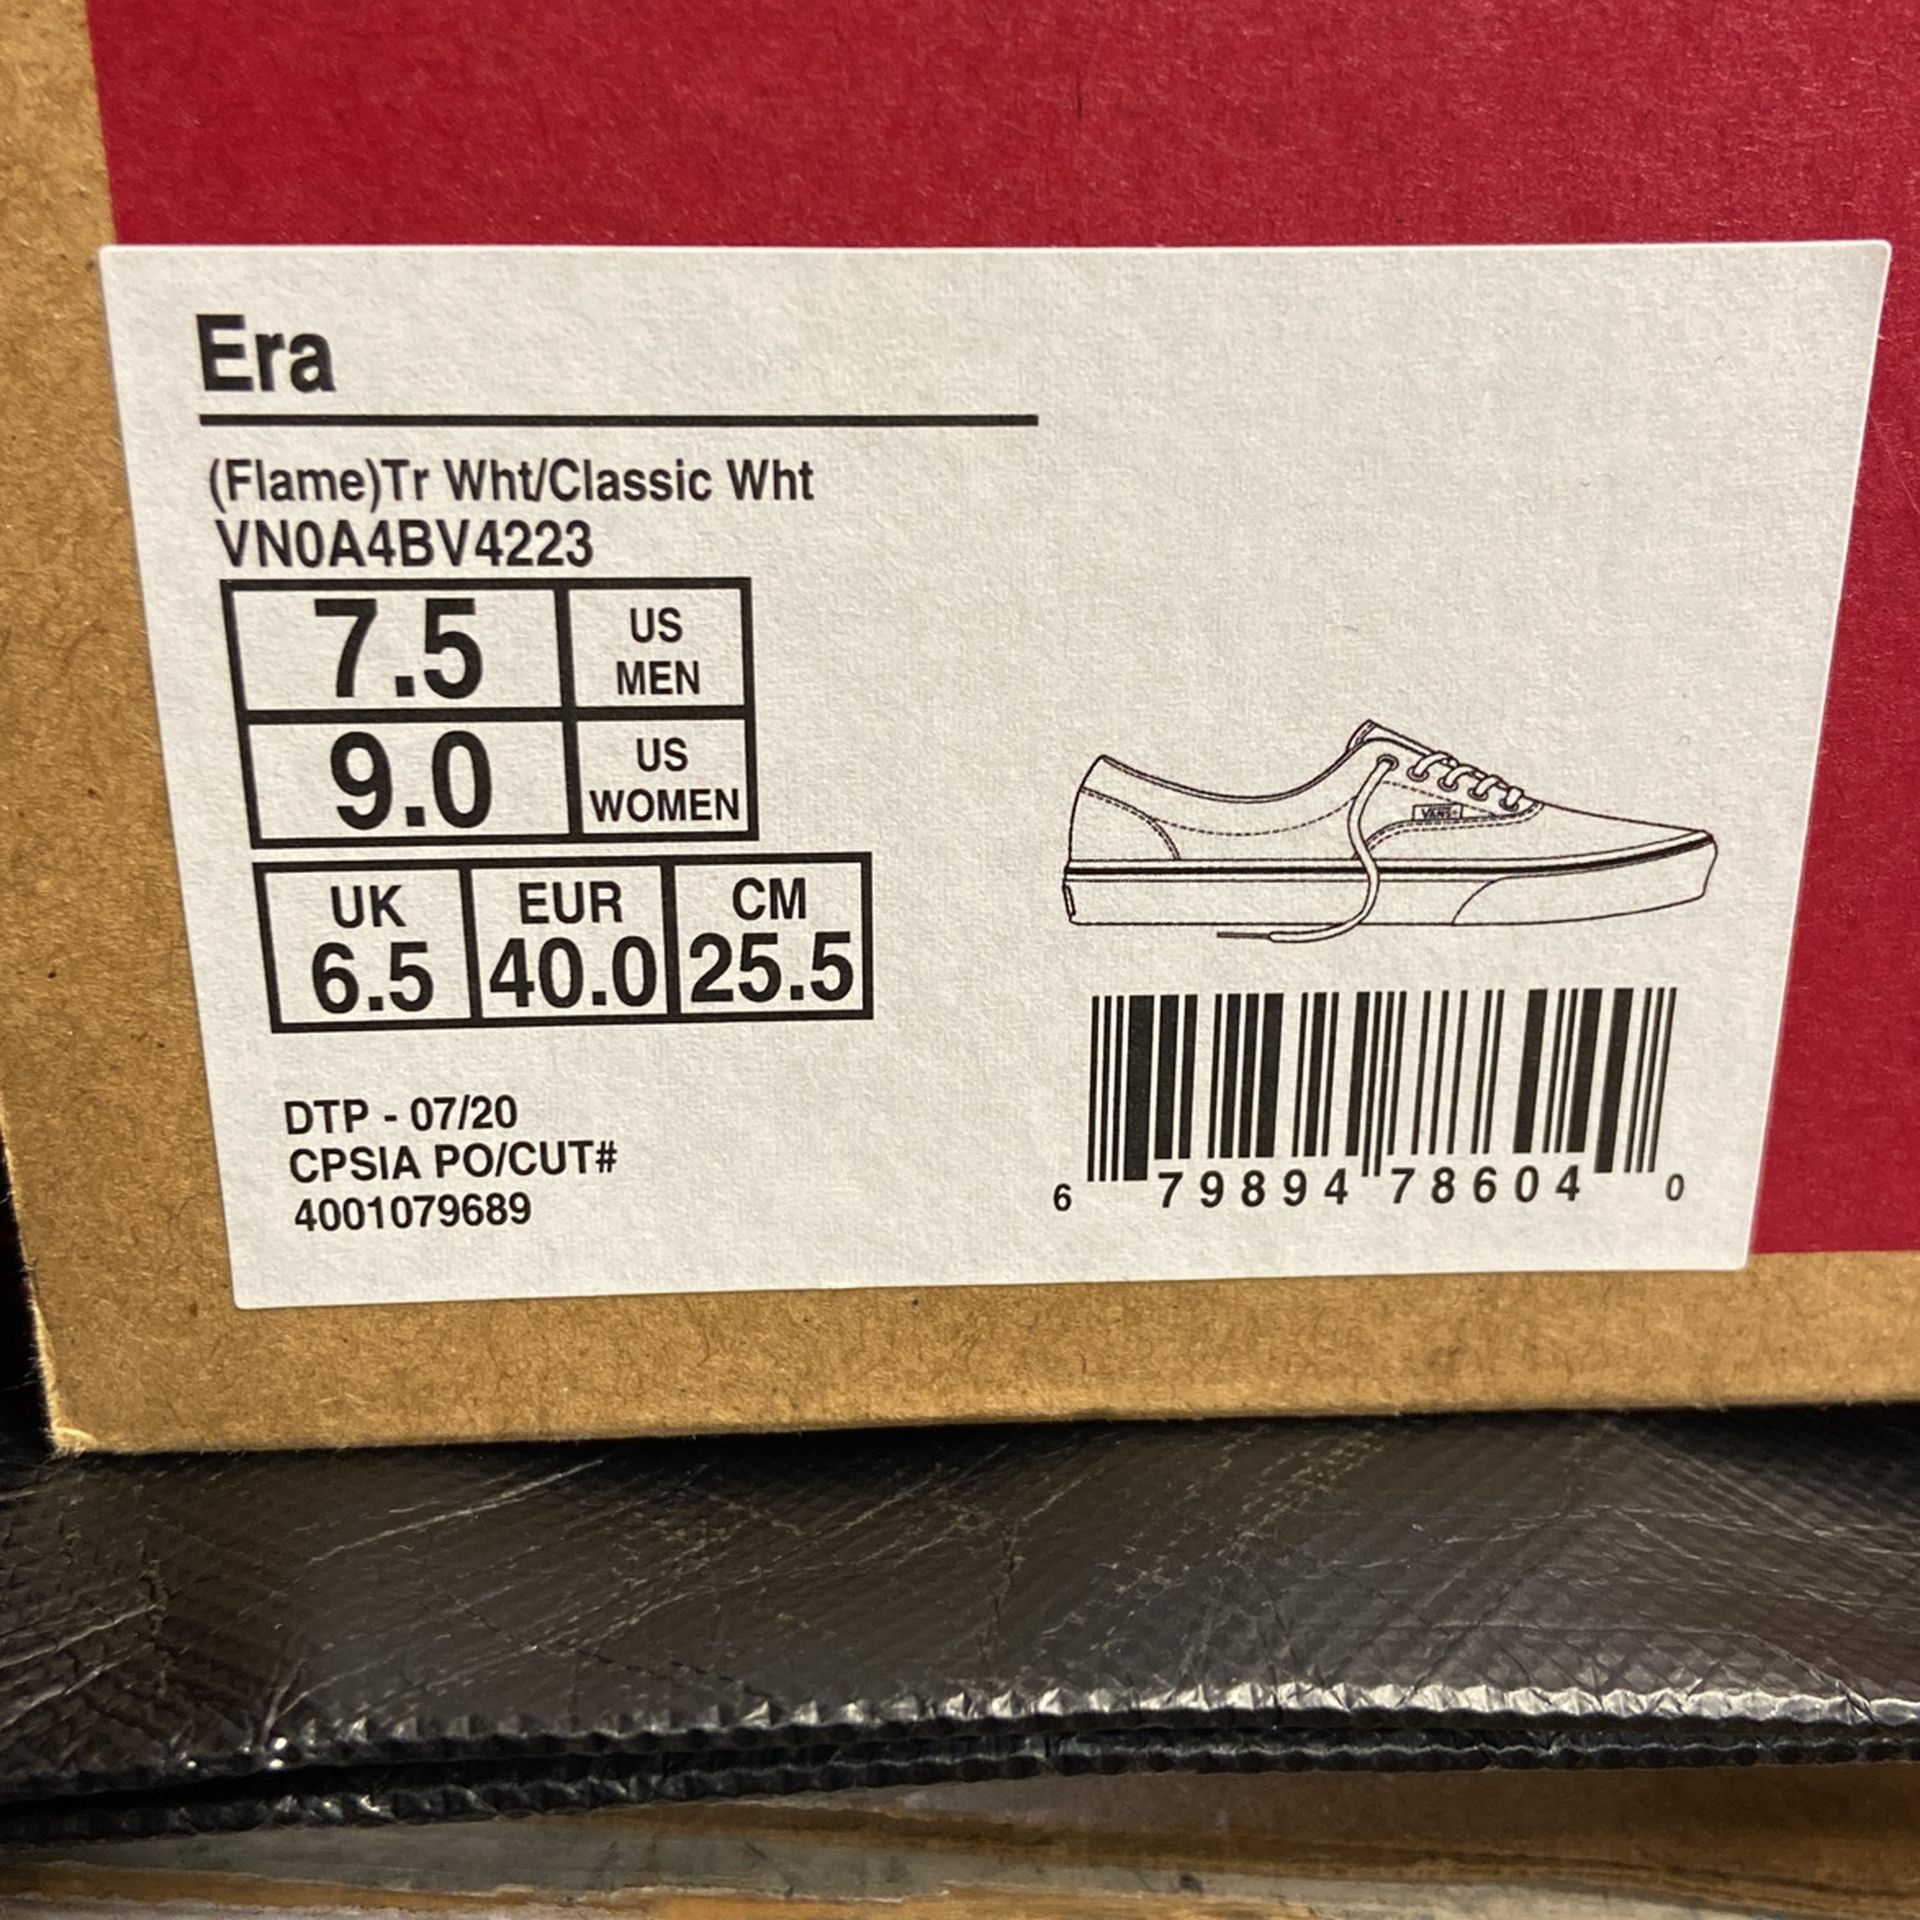 Era
(Flame)Tr Wht/Classic Wht
VN0A4BV4223
7.5 US MEN
9.0 US WOMEN
UK EUR CM
6.5 40.0 25.5
VANS
DTP - 07/20
CPSIA PO/CUT#
4001079689
6 79894 78604 0